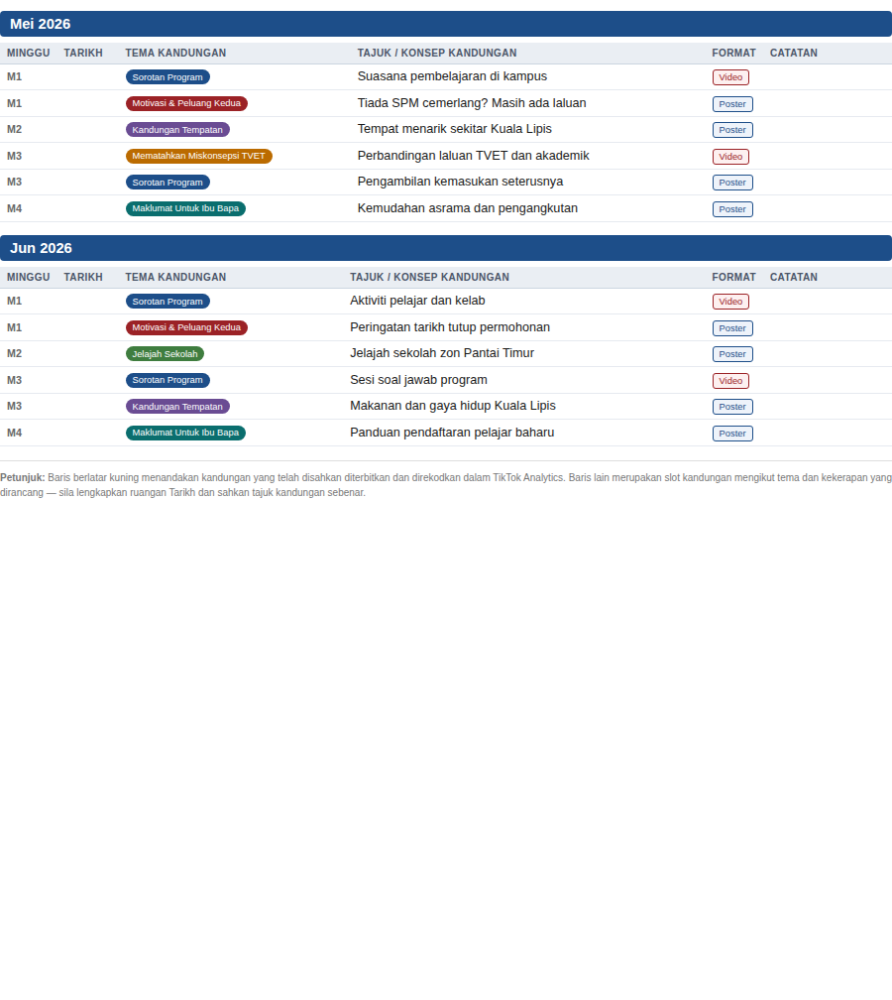 Mei 2026
MINGGU TARIKH TEMA KANDUNGAN TAJUK / KONSEP KANDUNGAN FORMAT CATATAN
M1 Sorotan Program Suasana pembelajaran di kampus Video
M1 Motivasi & Peluang Kedua Tiada SPM cemerlang? Masih ada laluan Poster
M2 Kandungan Tempatan Tempat menarik sekitar Kuala Lipis Poster
M3 Mematahkan Miskonsepsi TVET Perbandingan laluan TVET dan akademik Video
M3 Sorotan Program Pengambilan kemasukan seterusnya Poster
M4 Maklumat Untuk Ibu Bapa Kemudahan asrama dan pengangkutan Poster
Jun 2026
MINGGU TARIKH TEMA KANDUNGAN TAJUK / KONSEP KANDUNGAN FORMAT CATATAN
M1 Sorotan Program Aktiviti pelajar dan kelab Video
M1 Motivasi & Peluang Kedua Peringatan tarikh tutup permohonan Poster
M2 Jelajah Sekolah Jelajah sekolah zon Pantai Timur Poster
M3 Sorotan Program Sesi soal jawab program Video
M3 Kandungan Tempatan Makanan dan gaya hidup Kuala Lipis Poster
M4 Maklumat Untuk Ibu Bapa Panduan pendaftaran pelajar baharu Poster
Petunjuk: Baris berlatar kuning menandakan kandungan yang telah disahkan diterbitkan dan direkodkan dalam TikTok Analytics. Baris lain merupakan slot kandungan mengikut tema dan kekerapan yang
dirancang — sila lengkapkan ruangan Tarikh dan sahkan tajuk kandungan sebenar.